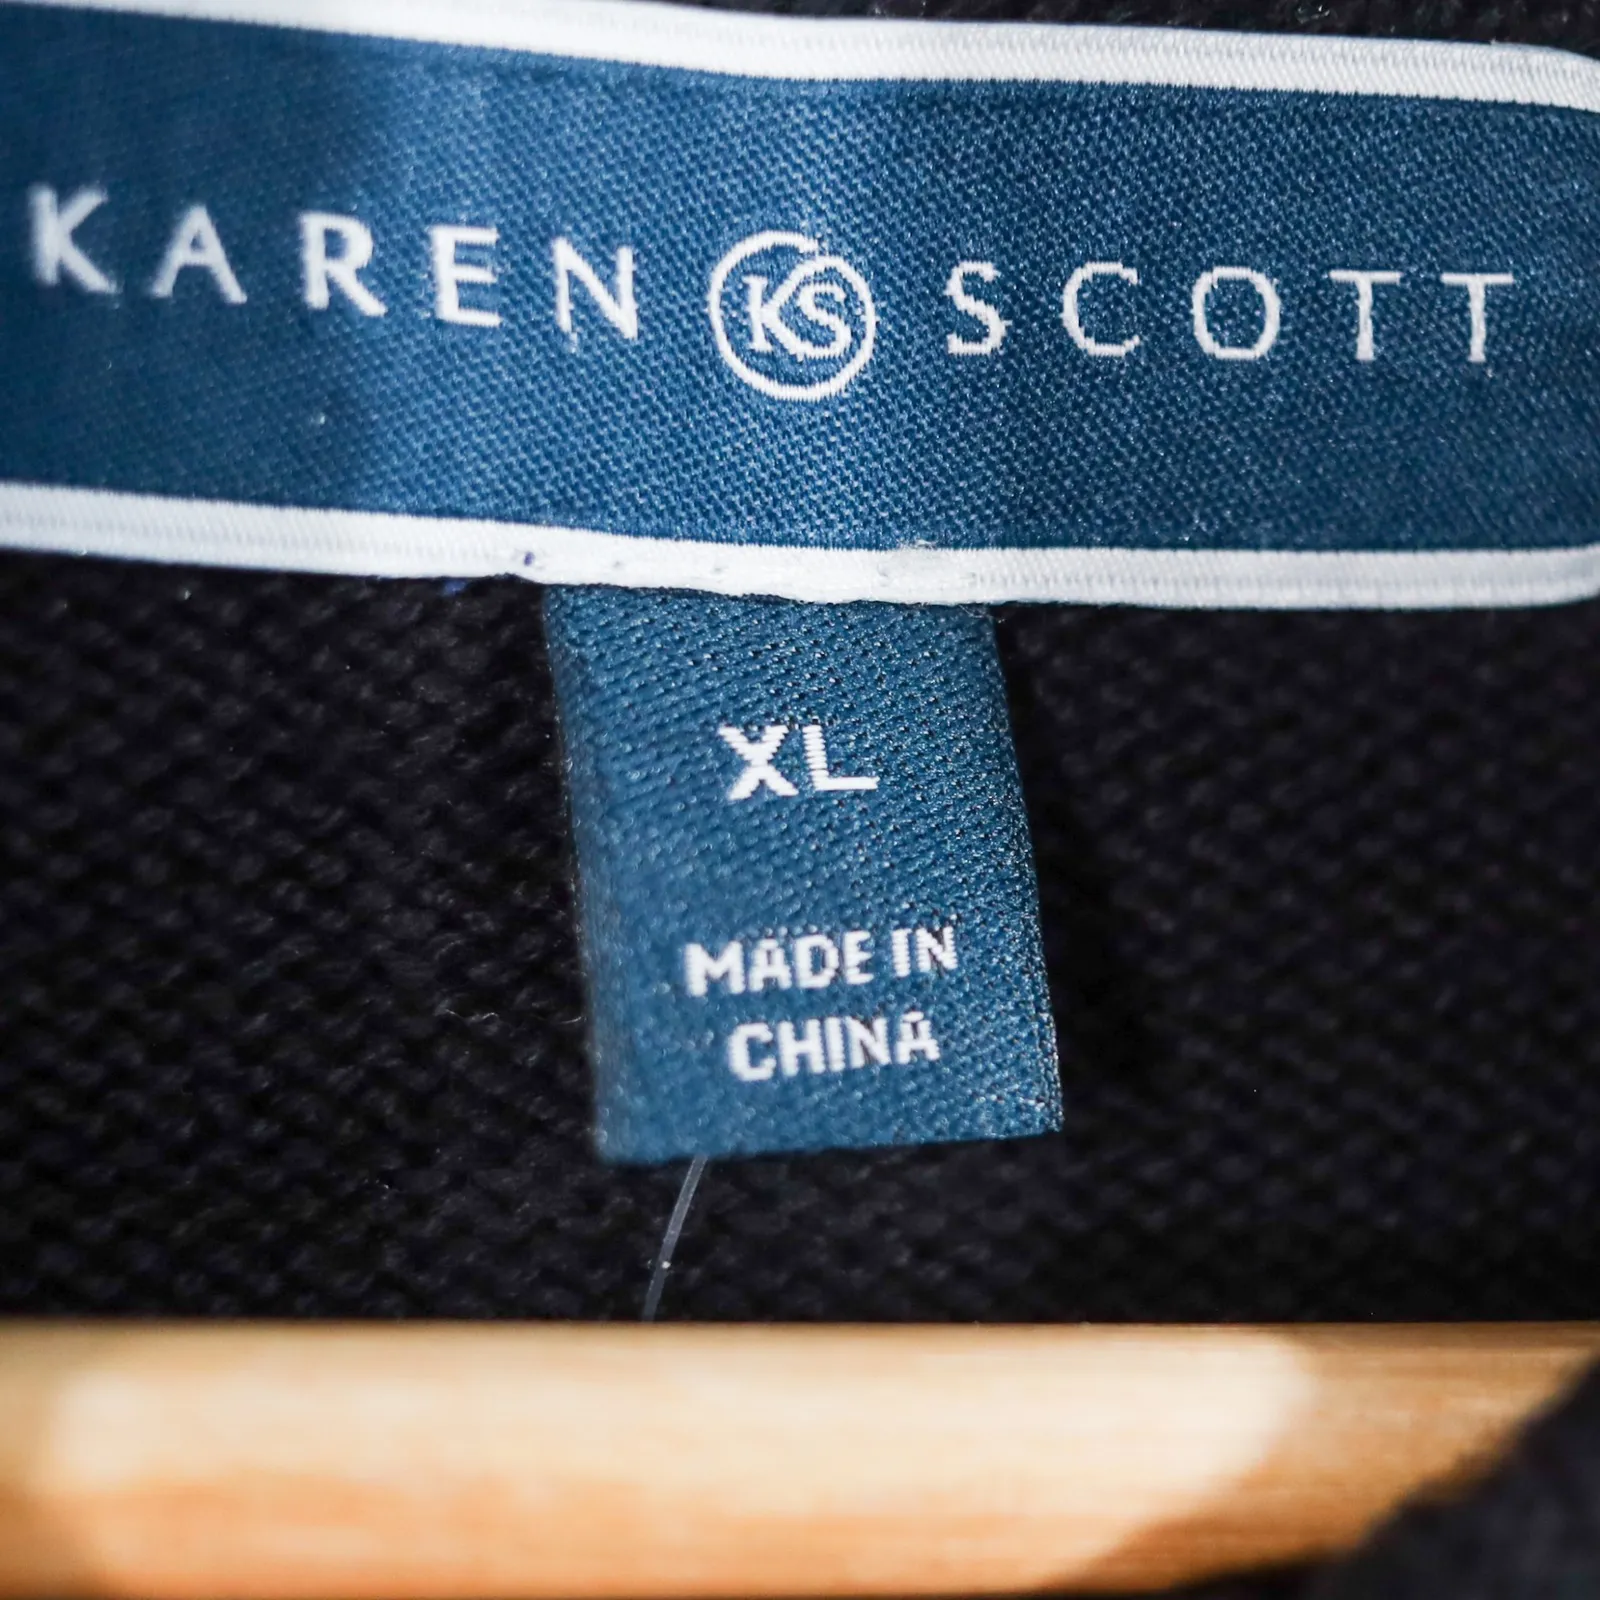 KAREN KS SCOTT
XL
MADE IN
CHINA